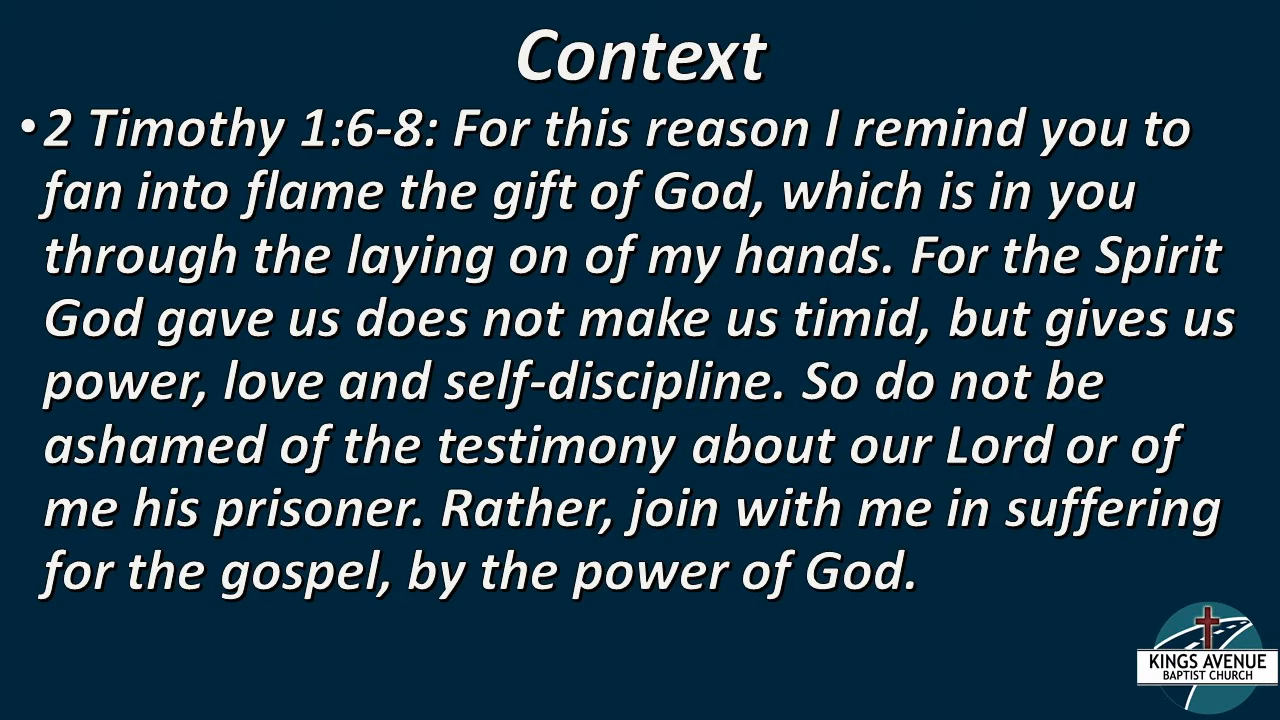 Context
•2 Timothy 1:6-8: For this reason I remind you to
fan into flame the gift of God, which is in you
through the laying on of my hands. For the Spirit
God gave us does not make us timid, but gives us
power, love and self-discipline. So do not be
ashamed of the testimony about our Lord or of
me his prisoner. Rather, join with me in suffering
for the gospel, by the power of God.
KINGS AVENUE
BAPTIST CHURCH